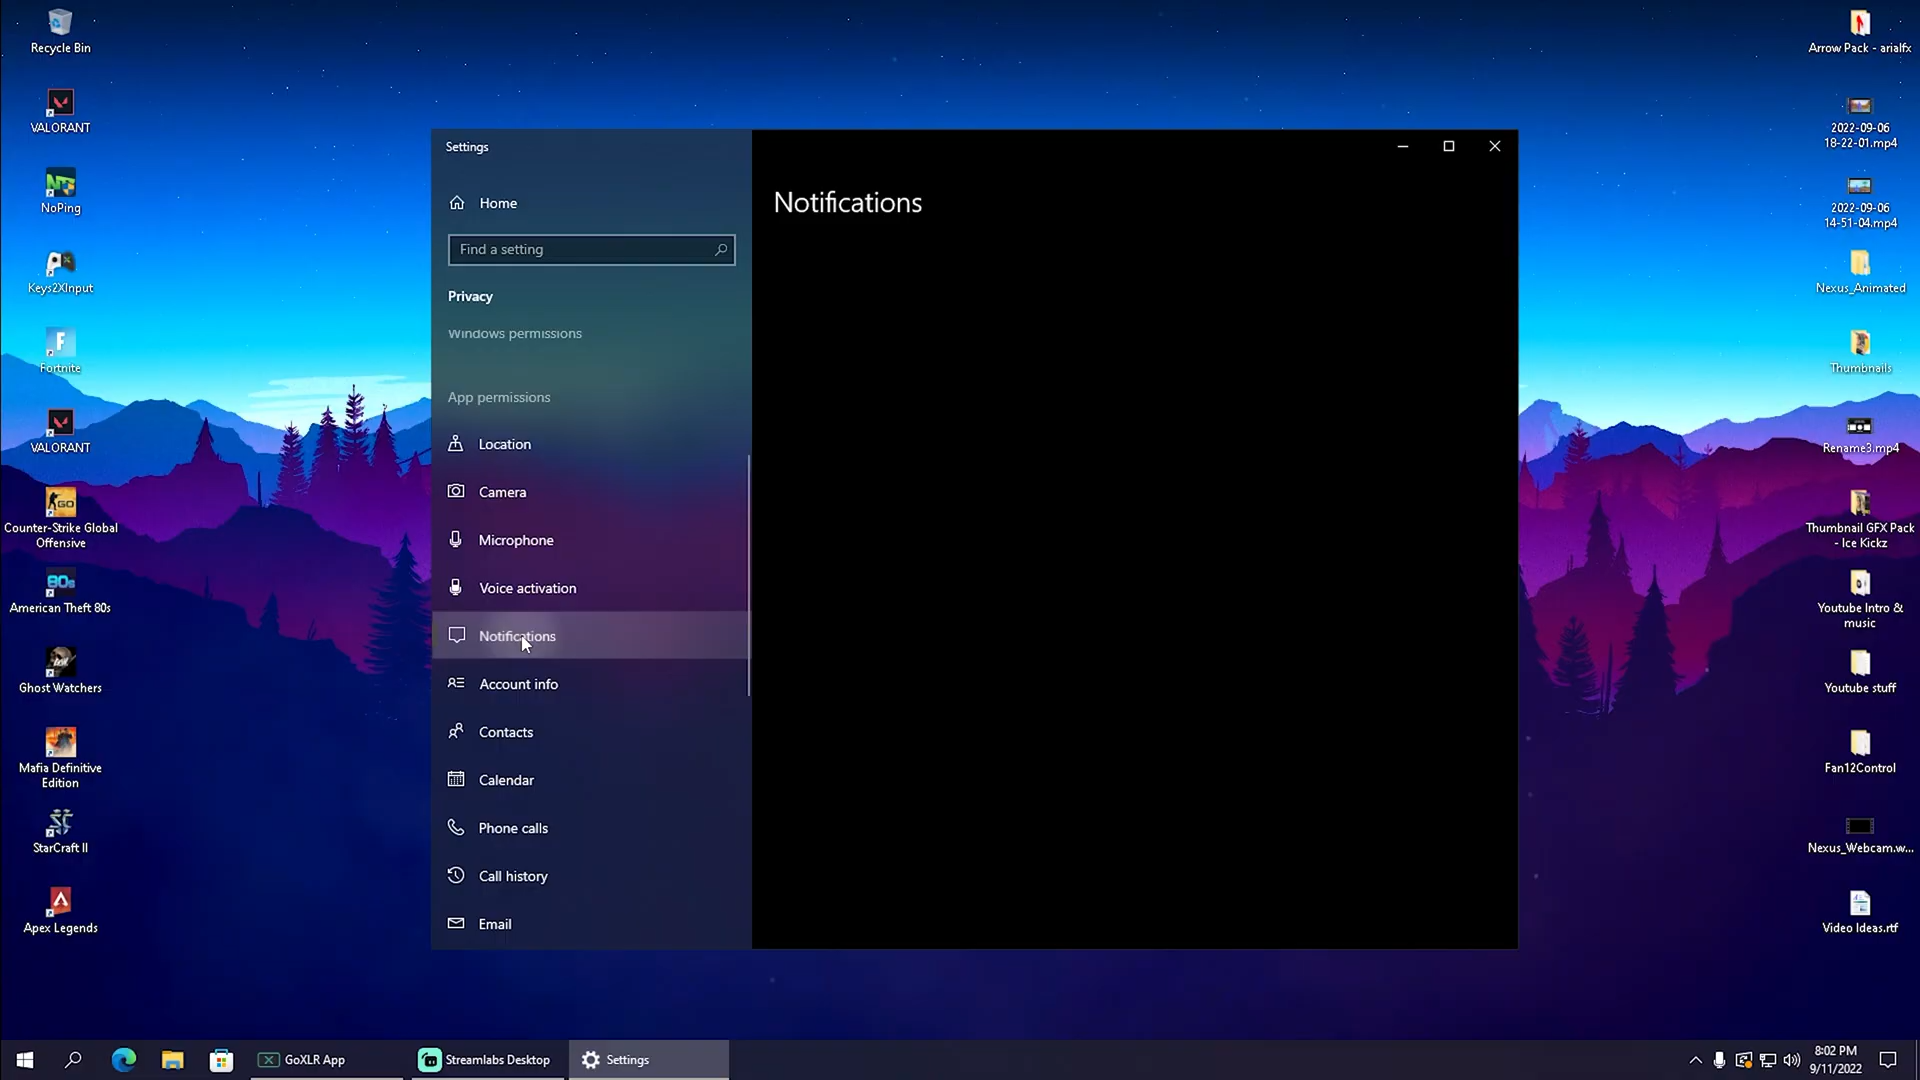 Recycle Bin
VALORANT
NoPing
Keys2XInput
Fortnite
VALORANT
Counter-Strike Global
Offensive
American Theft 80s
Ghost Watchers
Mafia Definitive
Edition
StarCraft II
Apex Legends
Settings
Home
Find a setting
Privacy
Windows permissions
App permissions
Location
Camera
Microphone
Voice activation
Notifications
Account info
Contacts
Calendar
Phone calls
Call history
Email
Notifications
Arrow Pack - arialfx
2022-09-06
18-22-01.mp4
2022-09-06
14-51-04.mp4
Nexus_Animated
Thumbnails
Rename3.mp4
Thumbnail GFX Pack
- Ice Kickz
Youtube Intro &
music
Youtube stuff
Fan12Control
Nexus_Webcam.w...
Video Ideas.rtf
GoXLR App
Streamlabs Desktop
Settings
8:02 PM
9/11/2022